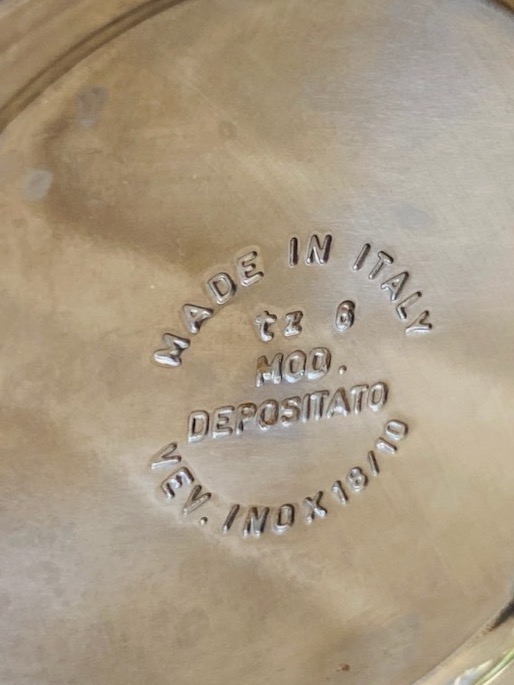 MADE IN ITALY
tz 6
MOD.
DEPOSITATO
VEV. INOX 18/10